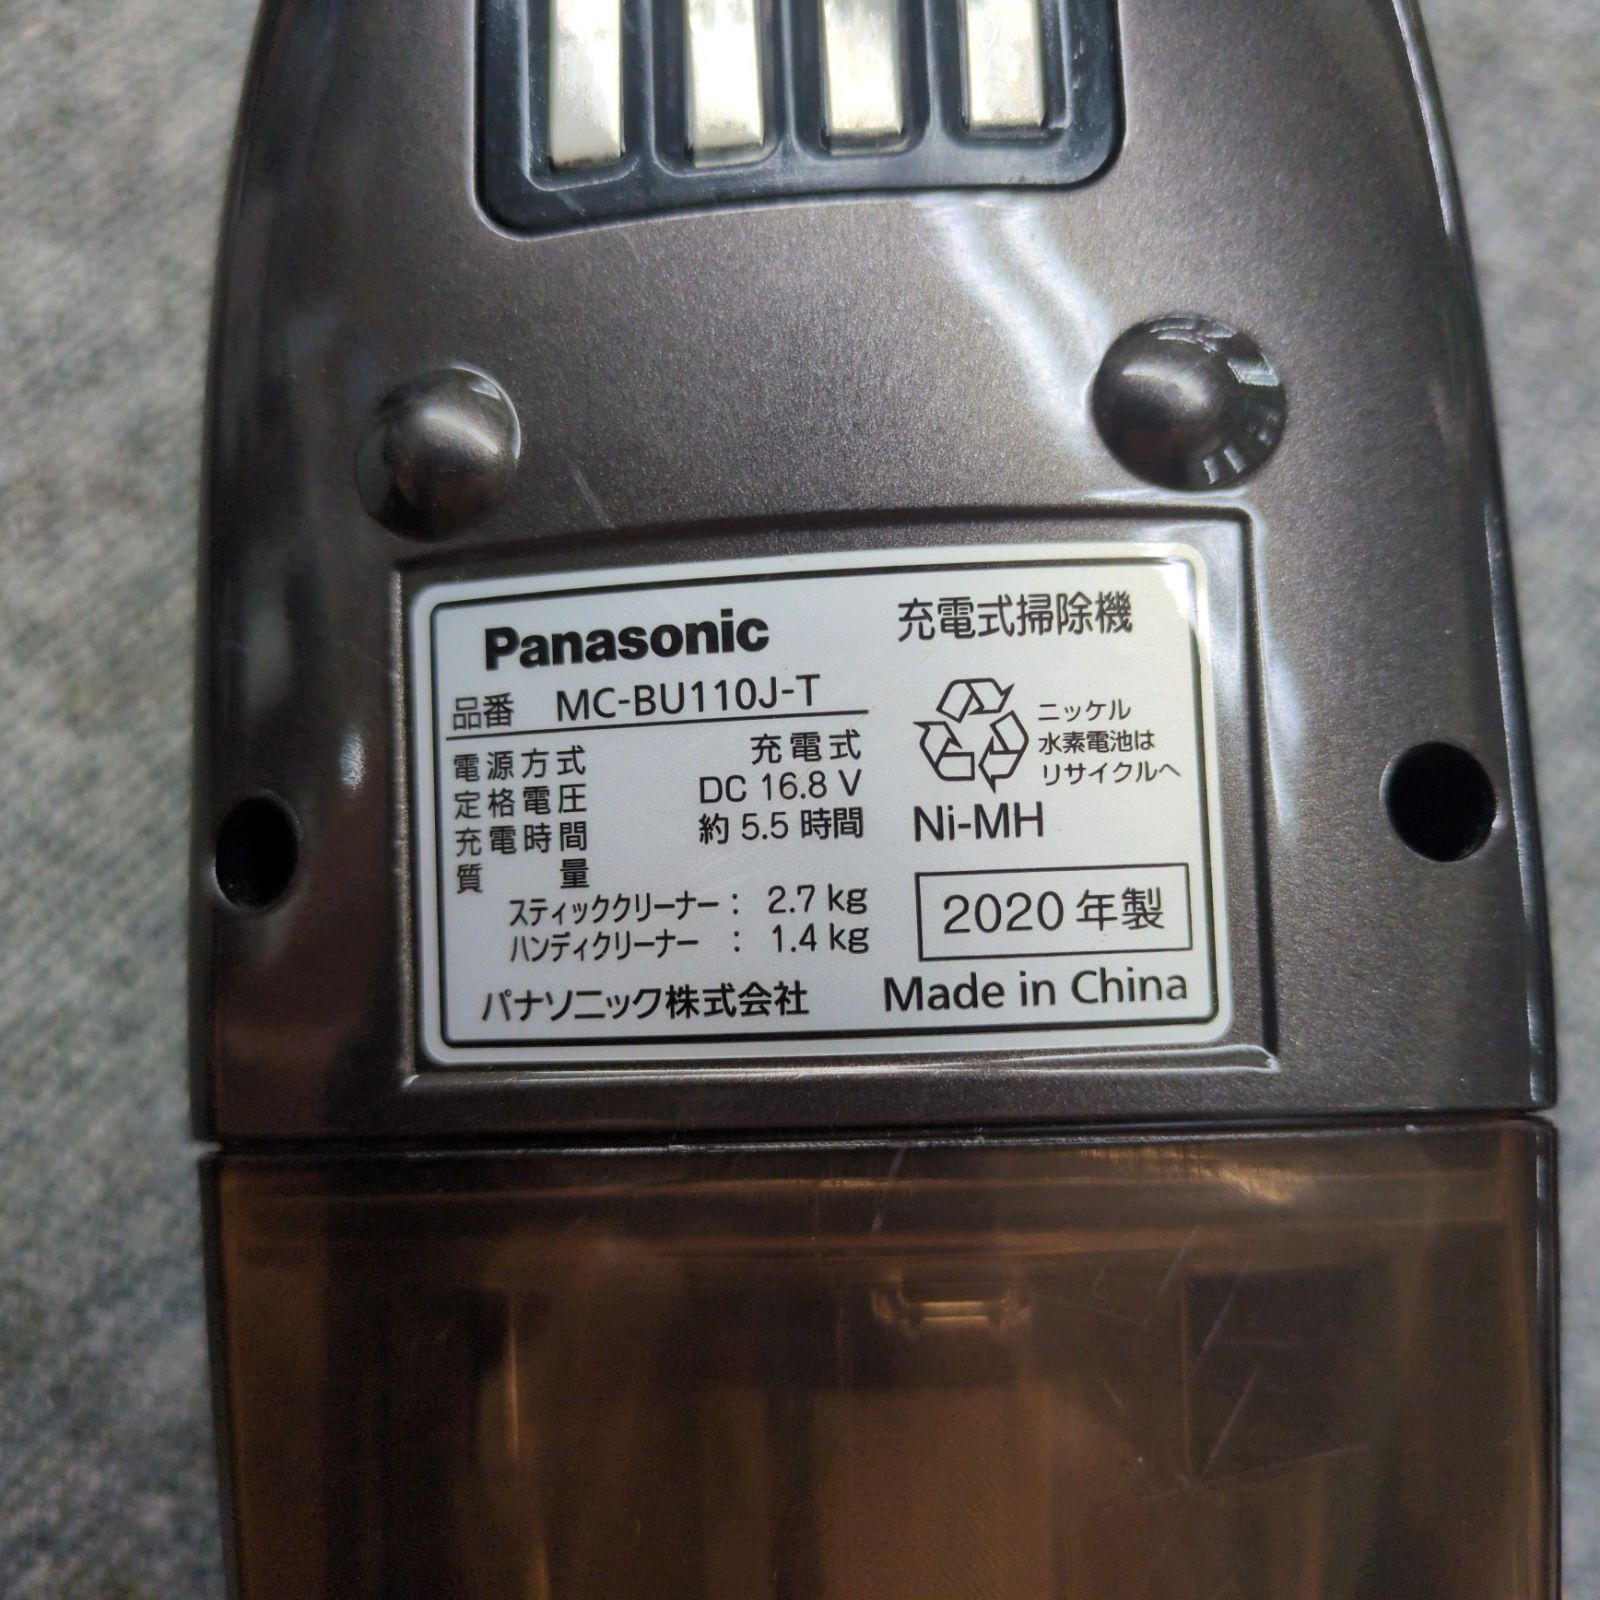 Panasonic 充電式掃除機
品番 MC-BU110J-T
電源方式 充電式
定格電圧 DC 16.8 V
充電時間 約 5.5 時間
質量
スティッククリーナー: 2.7 kg
ハンディクリーナー : 1.4 kg
パナソニック株式会社
ニッケル
水素電池は
リサイクルへ
Ni-MH
2020 年製
Made in China